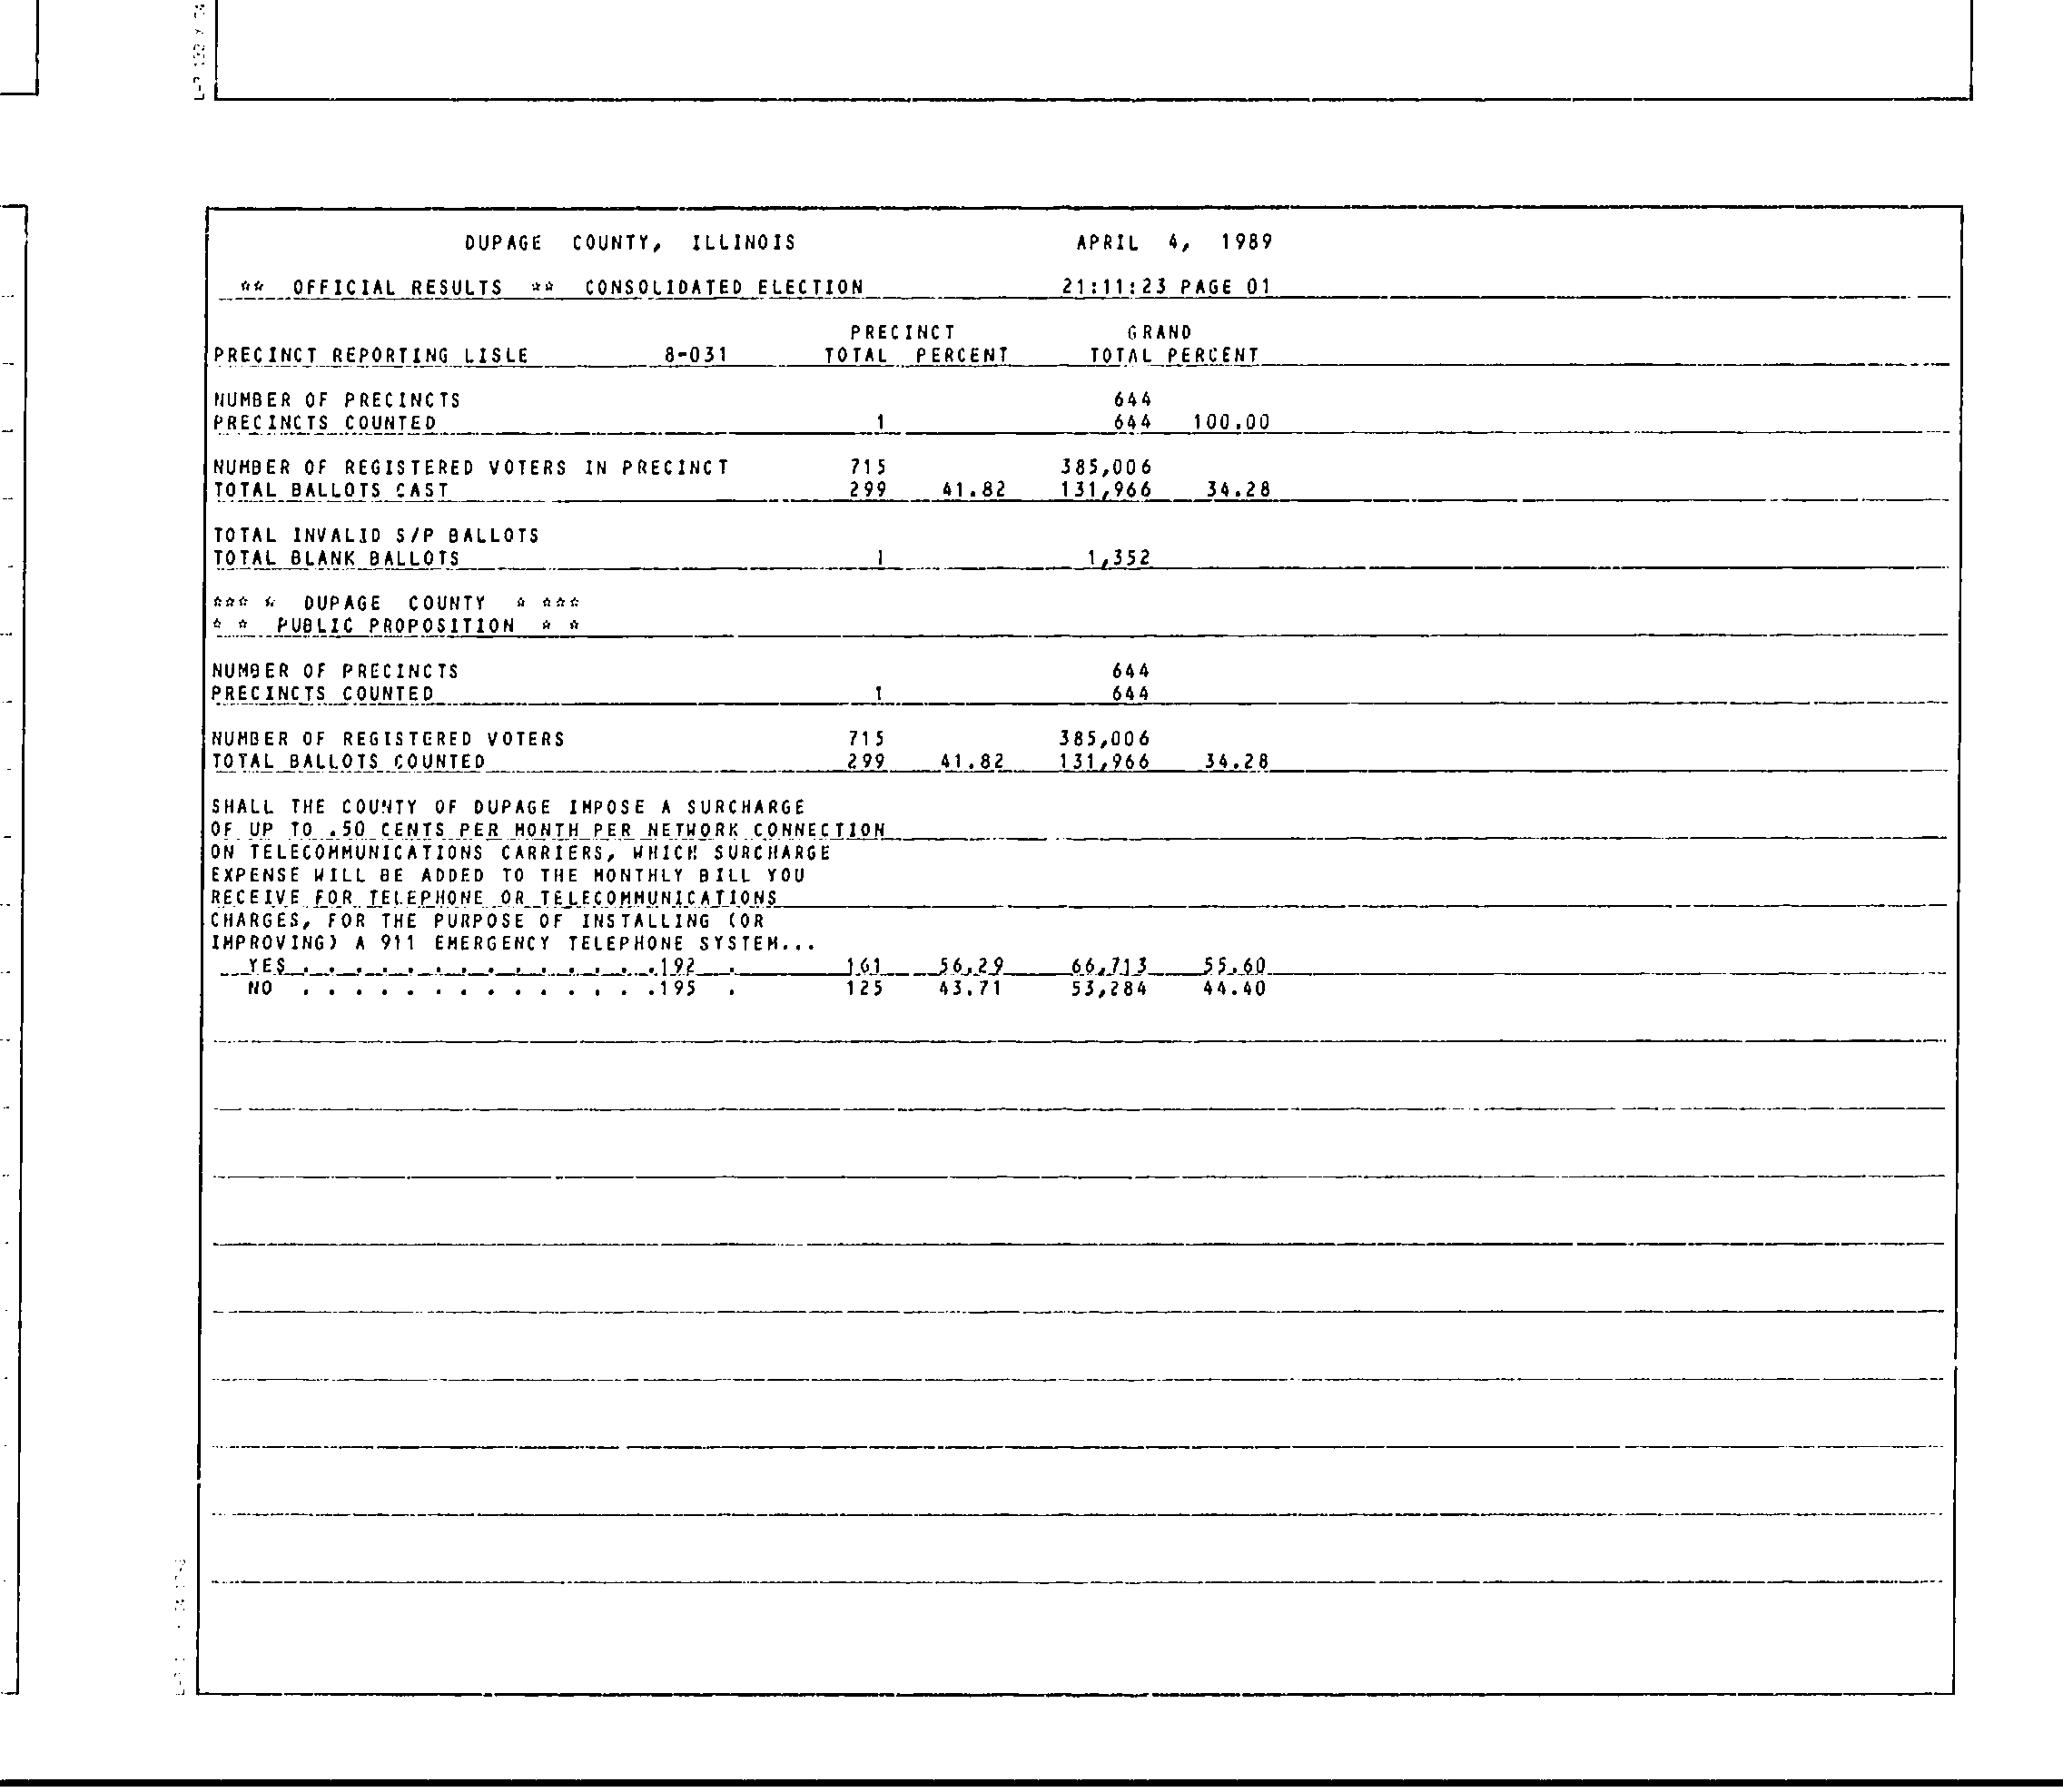 DUPAGE COUNTY, ILLINOIS APRIL 4, 1989
** OFFICIAL RESULTS ** CONSOLIDATED ELECTION 21:11:23 PAGE 01
PRECINCT GRAND
PRECINCT REPORTING LISLE 8-031 TOTAL PERCENT TOTAL PERCENT
NUMBER OF PRECINCTS 644
PRECINCTS COUNTED 1 644 100.00
NUMBER OF REGISTERED VOTERS IN PRECINCT 715 385,006
TOTAL BALLOTS CAST 299 41.82 131,966 34.28
TOTAL INVALID S/P BALLOTS
TOTAL BLANK BALLOTS 1 1,352
*** * DUPAGE COUNTY * ***
* * PUBLIC PROPOSITION * *
NUMBER OF PRECINCTS 644
PRECINCTS COUNTED 1 644
NUMBER OF REGISTERED VOTERS 715 385,006
TOTAL BALLOTS COUNTED 299 41.82 131,966 34.28
SHALL THE COUNTY OF DUPAGE IMPOSE A SURCHARGE
OF UP TO .50 CENTS PER MONTH PER NETWORK CONNECTION
ON TELECOMMUNICATIONS CARRIERS, WHICH SURCHARGE
EXPENSE WILL BE ADDED TO THE MONTHLY BILL YOU
RECEIVE FOR TELEPHONE OR TELECOMMUNICATIONS
CHARGES, FOR THE PURPOSE OF INSTALLING (OR
IMPROVING) A 911 EMERGENCY TELEPHONE SYSTEM...
YES . . . . . . . . . . . . . .192 . 161 56.29 66,713 55.60
NO . . . . . . . . . . . . . .195 . 125 43.71 53,284 44.40